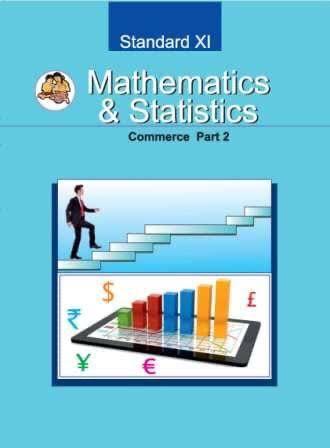 Standard XI
Mathematics
& Statistics
Commerce Part 2
$
£
₹
¥
€